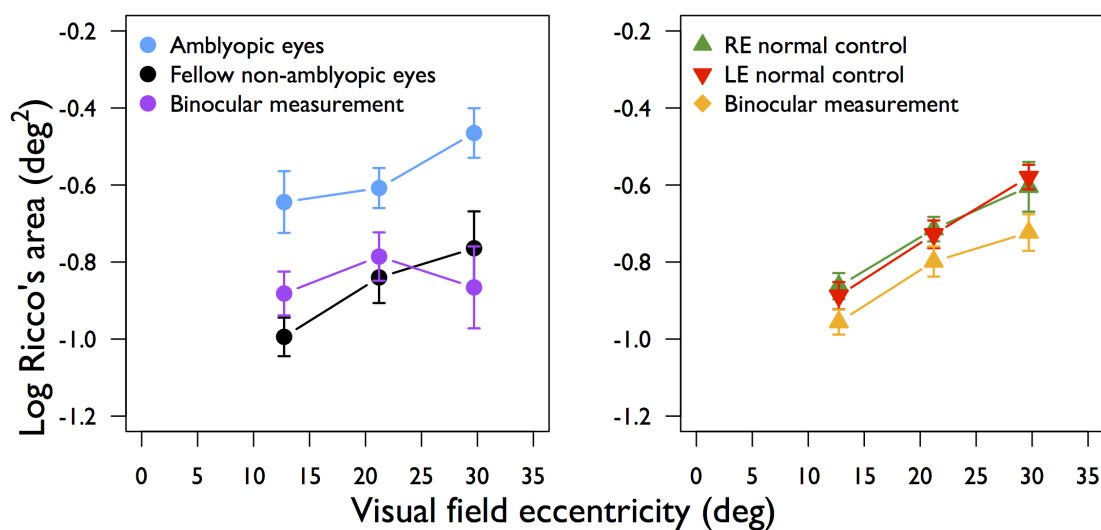 -0.2
-0.4
-0.6
-0.8
-1.0
-1.2
Amblyopic eyes
Fellow non-amblyopic eyes
Binocular measurement
0 5 10 15 20 25 30 35
-0.2
-0.4
-0.6
-0.8
-1.0
-1.2
RE normal control
LE normal control
Binocular measurement
0 5 10 15 20 25 30 35
Log Ricco's area (deg²)
Visual field eccentricity (deg)